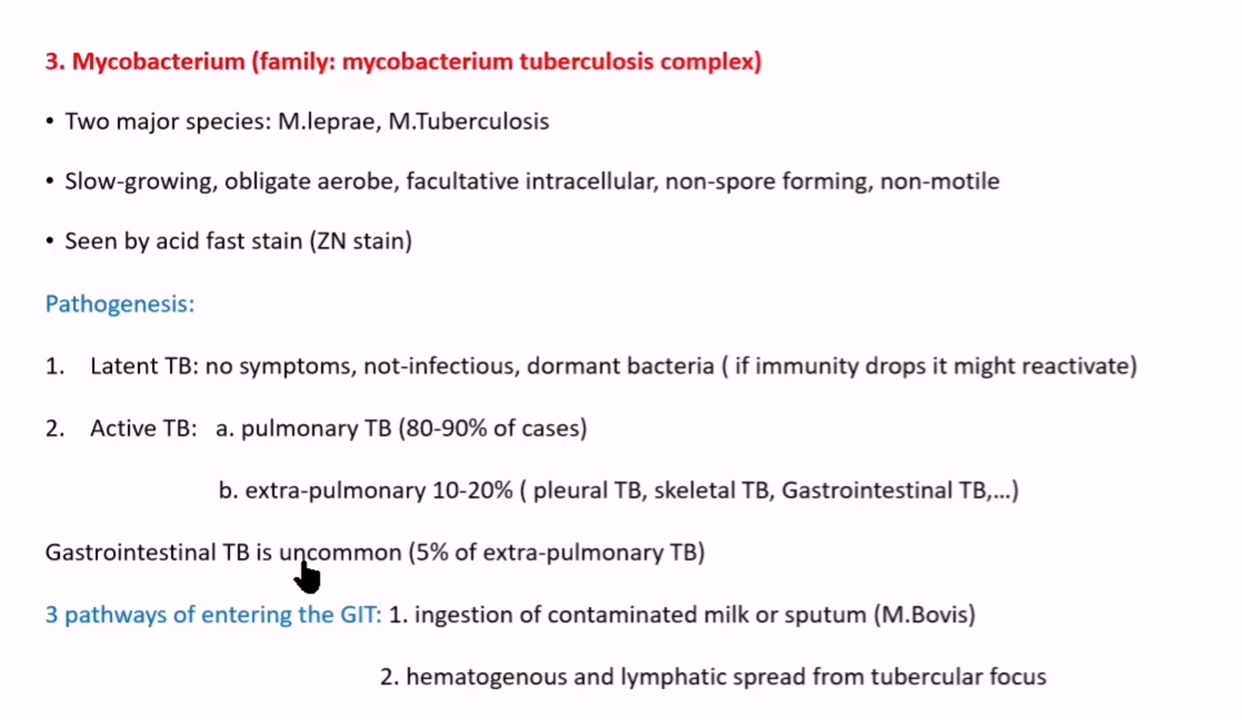 3. Mycobacterium (family: mycobacterium tuberculosis complex)
• Two major species: M.leprae, M.Tuberculosis
• Slow-growing, obligate aerobe, facultative intracellular, non-spore forming, non-motile
• Seen by acid fast stain (ZN stain)
Pathogenesis:
1. Latent TB: no symptoms, not-infectious, dormant bacteria ( if immunity drops it might reactivate)
2. Active TB: a. pulmonary TB (80-90% of cases)
b. extra-pulmonary 10-20% ( pleural TB, skeletal TB, Gastrointestinal TB,...)
Gastrointestinal TB is uncommon (5% of extra-pulmonary TB)
3 pathways of entering the GIT: 1. ingestion of contaminated milk or sputum (M.Bovis)
2. hematogenous and lymphatic spread from tubercular focus